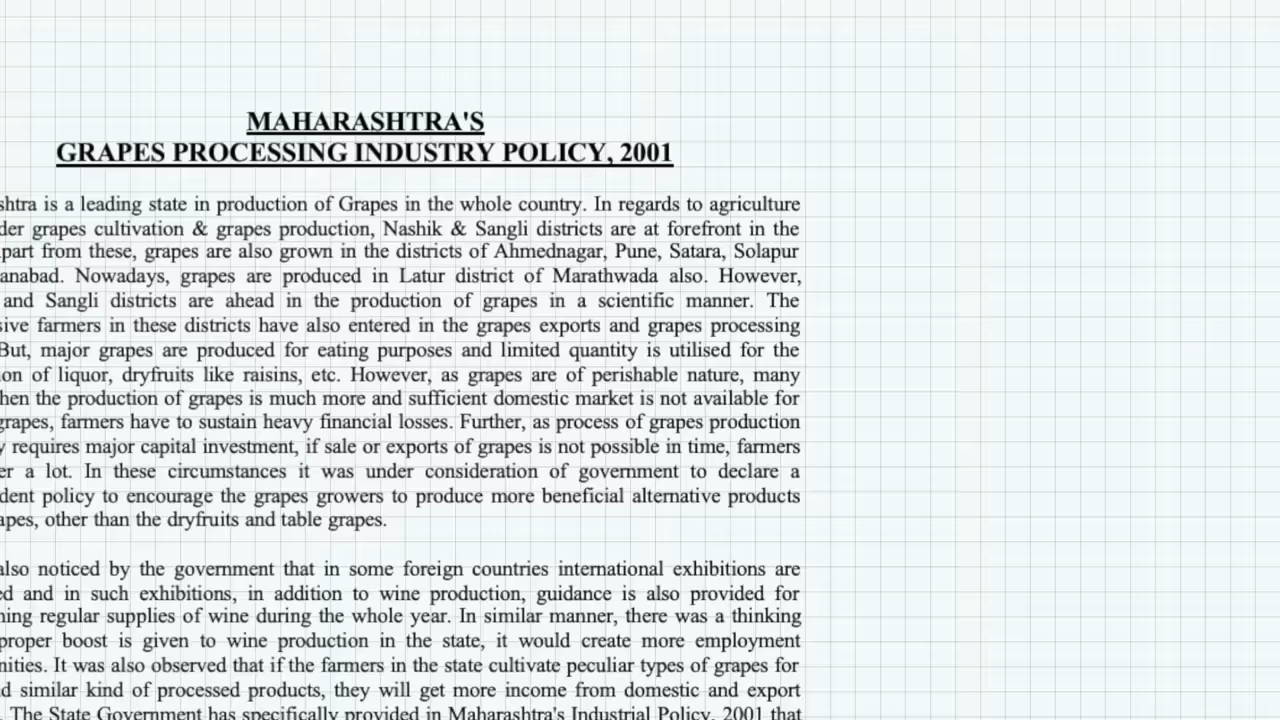 MAHARASHTRA'S
GRAPES PROCESSING INDUSTRY POLICY, 2001
is a leading state in production of Grapes in the whole country. In regards to agriculture
grapes cultivation & grapes production, Nashik & Sangli districts are at forefront in the
from these, grapes are also grown in the districts of Ahmednagar, Pune, Satara, Solapur
Nowadays, grapes are produced in Latur district of Marathwada also. However,
and Sangli districts are ahead in the production of grapes in a scientific manner. The
farmers in these districts have also entered in the grapes exports and grapes processing
But, major grapes are produced for eating purposes and limited quantity is utilised for the
of liquor, dryfruits like raisins, etc. However, as grapes are of perishable nature, many
the production of grapes is much more and sufficient domestic market is not available for
grapes, farmers have to sustain heavy financial losses. Further, as process of grapes production
requires major capital investment, if sale or exports of grapes is not possible in time, farmers
a lot. In these circumstances it was under consideration of government to declare a
policy to encourage the grapes growers to produce more beneficial alternative products
other than the dryfruits and table grapes.
also noticed by the government that in some foreign countries international exhibitions are
and in such exhibitions, in addition to wine production, guidance is also provided for
regular supplies of wine during the whole year. In similar manner, there was a thinking
proper boost is given to wine production in the state, it would create more employment
It was also observed that if the farmers in the state cultivate peculiar types of grapes for
similar kind of processed products, they will get more income from domestic and export
The State Government has specifically provided in Maharashtra's Industrial Policy, 2001 that